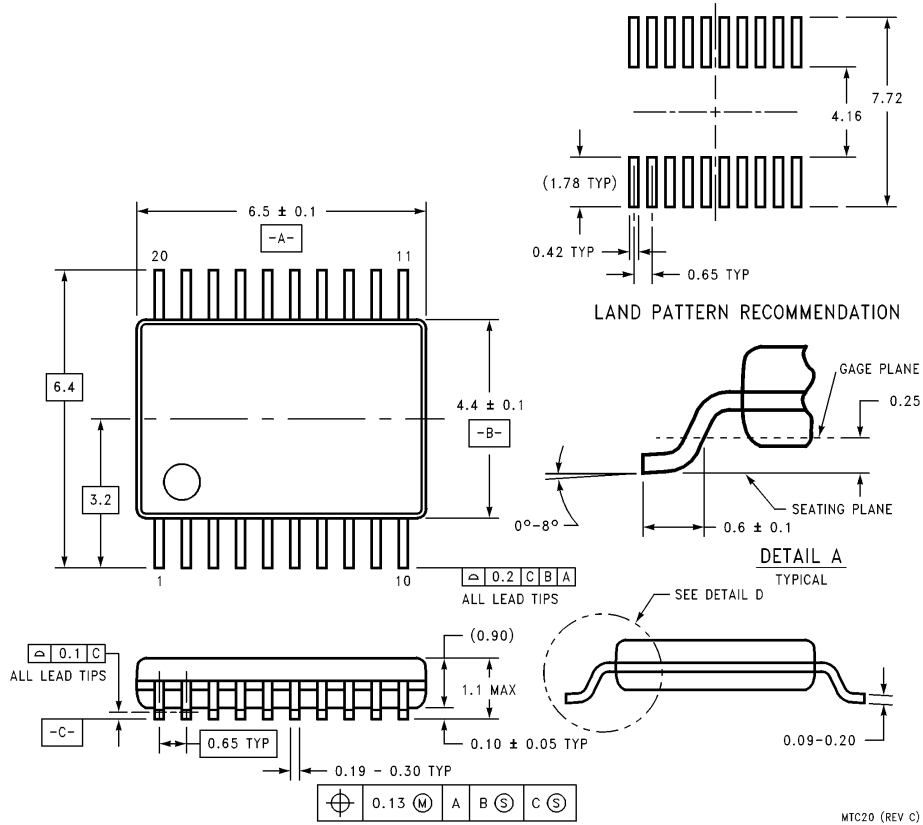 7.72
4.16
(1.78 TYP)
0.42 TYP
0.65 TYP
LAND PATTERN RECOMMENDATION
6.5 ± 0.1
-A-
20
11
6.4
4.4 ± 0.1
-B-
3.2
1
10
⌓ 0.2 C B A
ALL LEAD TIPS
GAGE PLANE
0.25
SEATING PLANE
0°-8°
0.6 ± 0.1
DETAIL A
TYPICAL
SEE DETAIL D
0.09-0.20
(0.90)
⌓ 0.1 C
ALL LEAD TIPS
1.1 MAX
-C-
0.65 TYP
0.10 ± 0.05 TYP
0.19 - 0.30 TYP
⌖ 0.13 Ⓜ A B Ⓢ C Ⓢ
MTC20 (REV C)